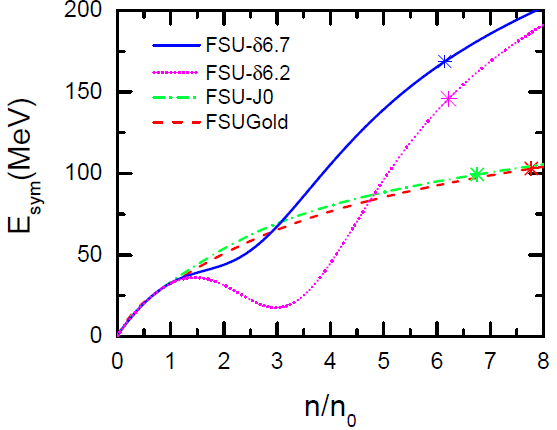 200
FSU-δ6.7
FSU-δ6.2
FSU-J0
FSUGold
150
100
50
0
E_sym(MeV)
0 1 2 3 4 5 6 7 8
n/n_0